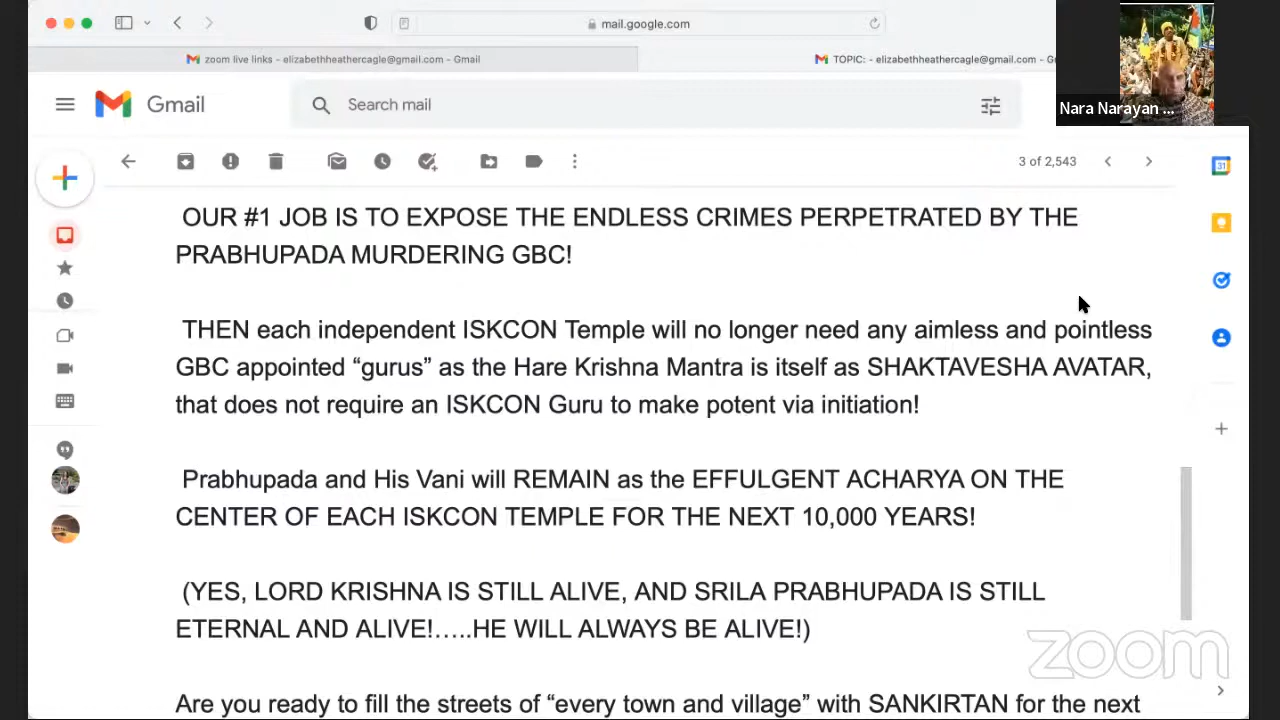 mail.google.com
zoom live links - elizabethheathercagle@gmail.com - Gmail
TOPIC: - elizabethheathercagle@gmail.com - G
Nara Narayan ...
Gmail
Search mail
3 of 2,543
31
OUR #1 JOB IS TO EXPOSE THE ENDLESS CRIMES PERPETRATED BY THE
PRABHUPADA MURDERING GBC!
THEN each independent ISKCON Temple will no longer need any aimless and pointless
GBC appointed “gurus” as the Hare Krishna Mantra is itself as SHAKTAVESHA AVATAR,
that does not require an ISKCON Guru to make potent via initiation!
Prabhupada and His Vani will REMAIN as the EFFULGENT ACHARYA ON THE
CENTER OF EACH ISKCON TEMPLE FOR THE NEXT 10,000 YEARS!
(YES, LORD KRISHNA IS STILL ALIVE, AND SRILA PRABHUPADA IS STILL
ETERNAL AND ALIVE!…..HE WILL ALWAYS BE ALIVE!)
zoom
Are you ready to fill the streets of “every town and village” with SANKIRTAN for the next